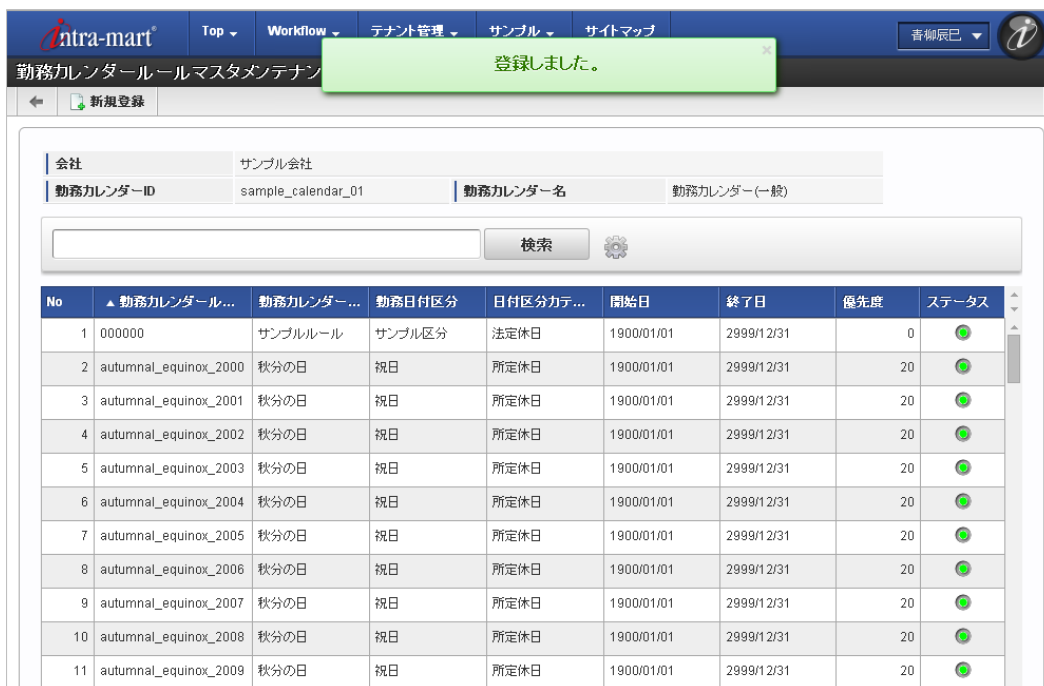 intra-mart® Top Workflow テナント管理 サンプル サイトマップ 青柳辰巳
勤務カレンダールールマスタメンテナン
登録しました。
新規登録
会社 サンプル会社
勤務カレンダーID sample_calendar_01 勤務カレンダー名 勤務カレンダー(一般)
検索
No ▲ 勤務カレンダール... 勤務カレンダー... 勤務日付区分 日付区分カテ... 開始日 終了日 優先度 ステータス
1 000000 サンプルルール サンプル区分 法定休日 1900/01/01 2999/12/31 0
2 autumnal_equinox_2000 秋分の日 祝日 所定休日 1900/01/01 2999/12/31 20
3 autumnal_equinox_2001 秋分の日 祝日 所定休日 1900/01/01 2999/12/31 20
4 autumnal_equinox_2002 秋分の日 祝日 所定休日 1900/01/01 2999/12/31 20
5 autumnal_equinox_2003 秋分の日 祝日 所定休日 1900/01/01 2999/12/31 20
6 autumnal_equinox_2004 秋分の日 祝日 所定休日 1900/01/01 2999/12/31 20
7 autumnal_equinox_2005 秋分の日 祝日 所定休日 1900/01/01 2999/12/31 20
8 autumnal_equinox_2006 秋分の日 祝日 所定休日 1900/01/01 2999/12/31 20
9 autumnal_equinox_2007 秋分の日 祝日 所定休日 1900/01/01 2999/12/31 20
10 autumnal_equinox_2008 秋分の日 祝日 所定休日 1900/01/01 2999/12/31 20
11 autumnal_equinox_2009 秋分の日 祝日 所定休日 1900/01/01 2999/12/31 20